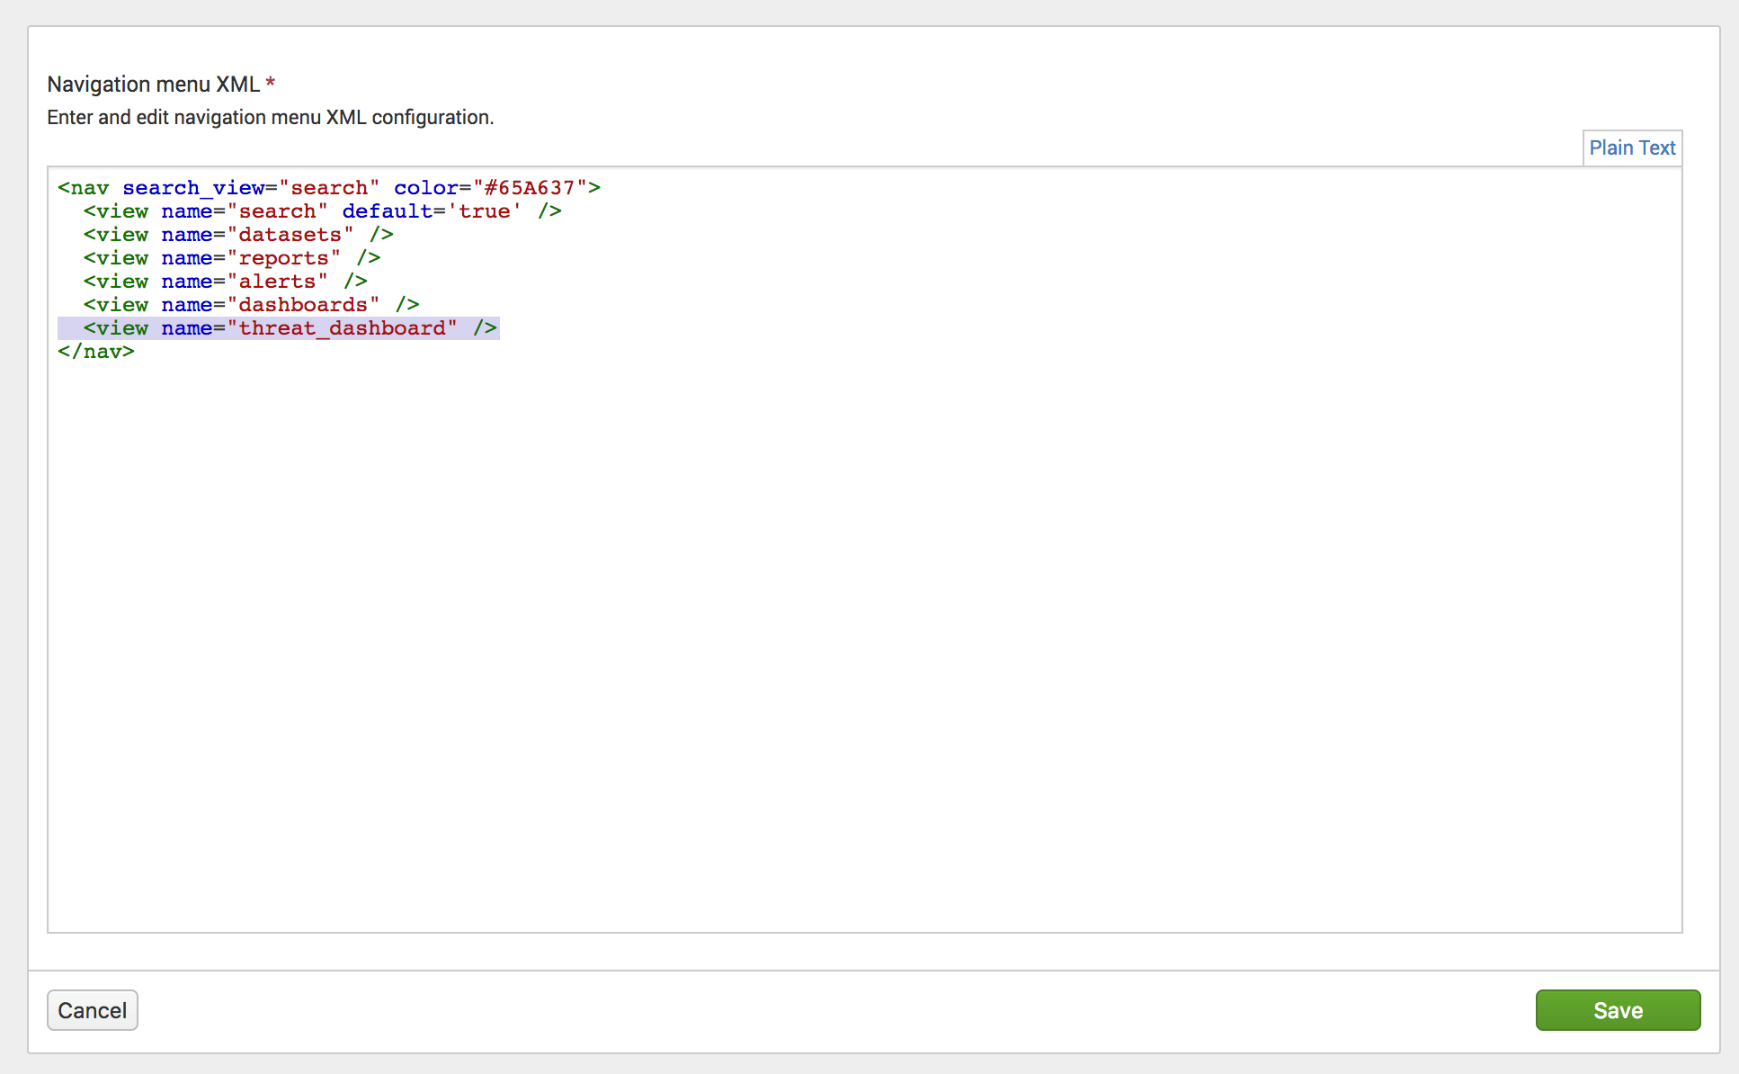 Navigation menu XML *
Enter and edit navigation menu XML configuration.
Plain Text
<nav search_view="search" color="#65A637">
  <view name="search" default='true' />
  <view name="datasets" />
  <view name="reports" />
  <view name="alerts" />
  <view name="dashboards" />
  <view name="threat_dashboard" />
</nav>
Cancel
Save